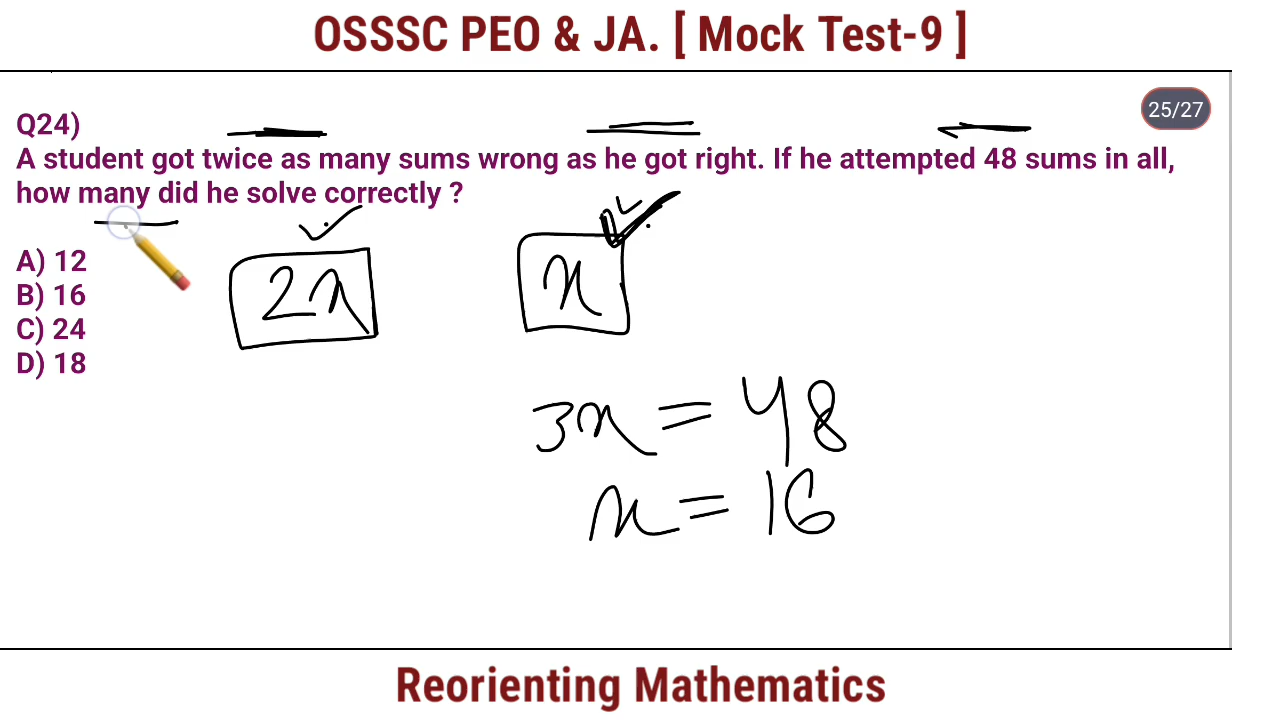 OSSSC PEO & JA. [ Mock Test-9 ]
25/27
Q24)
A student got twice as many sums wrong as he got right. If he attempted 48 sums in all,
how many did he solve correctly ?
A) 12
B) 16
C) 24
D) 18
2x
x
3x = 48
x = 16
Reorienting Mathematics